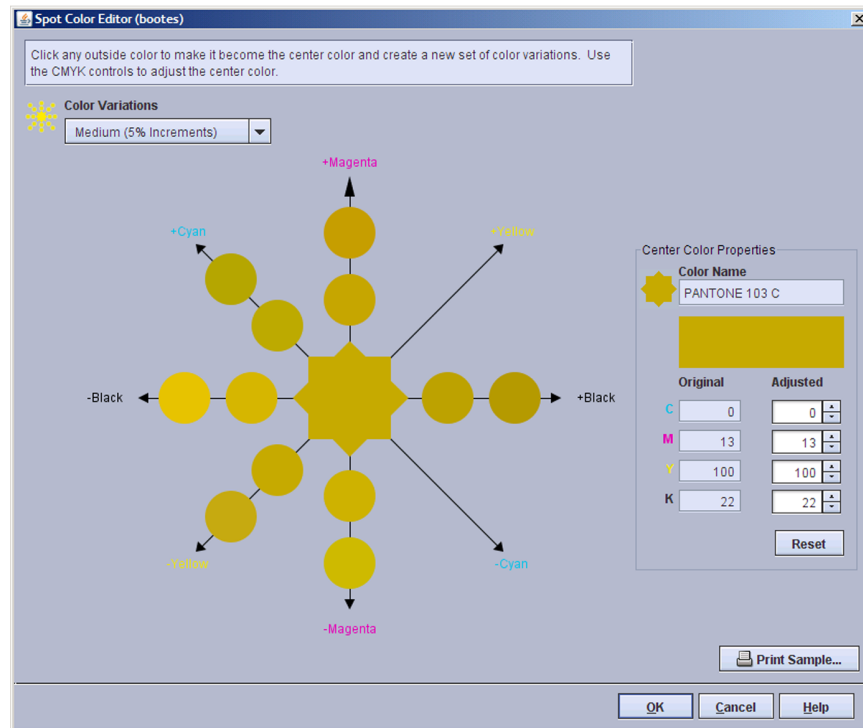 Spot Color Editor (bootes)
Click any outside color to make it become the center color and create a new set of color variations. Use
the CMYK controls to adjust the center color.
Color Variations
Medium (5% Increments)
+Magenta
+Cyan
+Yellow
-Black
+Black
-Yellow
-Cyan
-Magenta
Center Color Properties
Color Name
PANTONE 103 C
Original Adjusted
C 0 0
M 13 13
Y 100 100
K 22 22
Reset
Print Sample...
OK Cancel Help